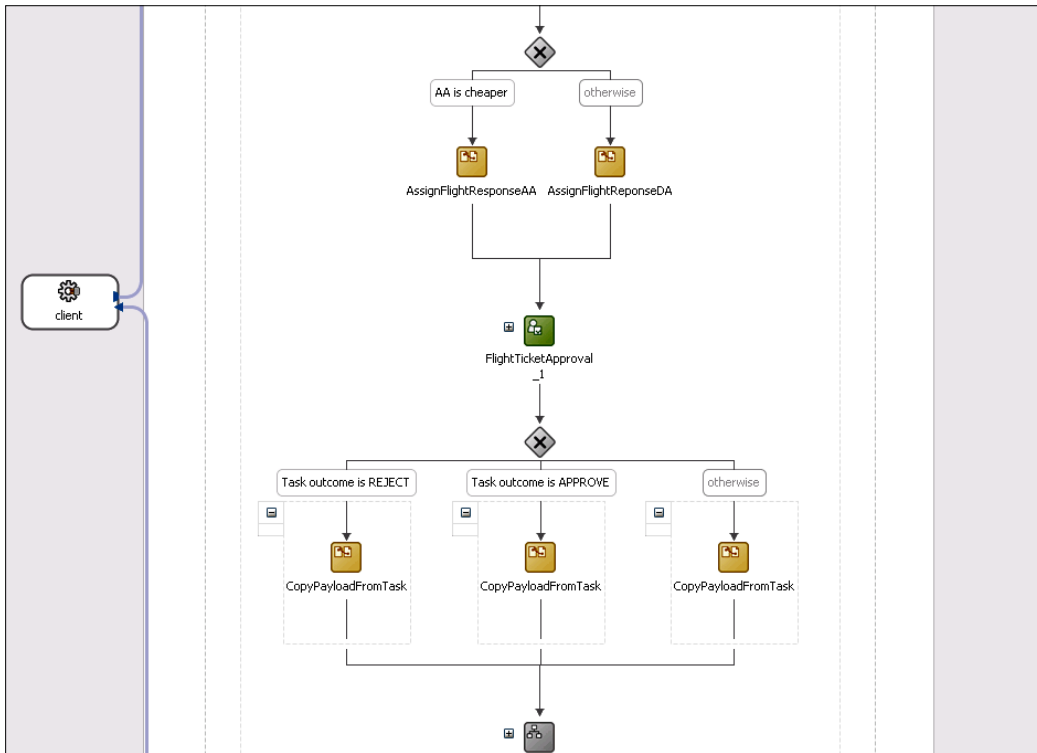 AA is cheaper
otherwise
AssignFlightResponseAA
AssignFlightReponseDA
client
FlightTicketApproval
_1
Task outcome is REJECT
Task outcome is APPROVE
otherwise
CopyPayloadFromTask
CopyPayloadFromTask
CopyPayloadFromTask